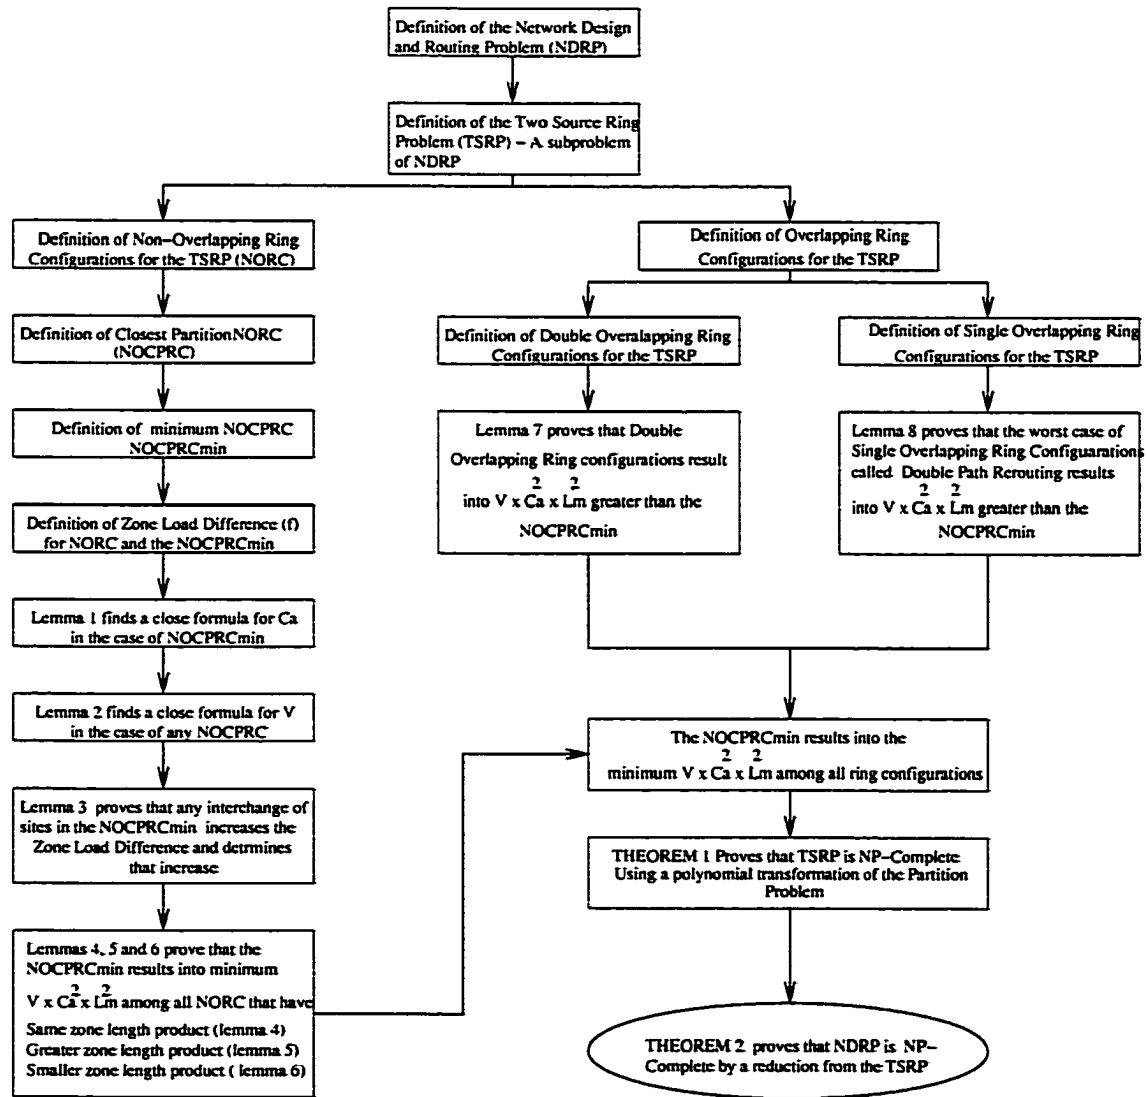 Definition of the Network Design
and Routing Problem (NDRP)
Definition of the Two Source Ring
Problem (TSRP) – A subproblem
of NDRP
Definition of Non–Overlapping Ring
Configurations for the TSRP (NORC)
Definition of Closest PartitionNORC
(NOCPRC)
Definition of minimum NOCPRC
NOCPRCmin
Definition of Zone Load Difference (f)
for NORC and the NOCPRCmin
Lemma 1 finds a close formula for Ca
in the case of NOCPRCmin
Lemma 2 finds a close formula for V
in the case of any NOCPRC
Lemma 3 proves that any interchange of
sites in the NOCPRCmin increases the
Zone Load Difference and detrmines
that increase
Lemmas 4, 5 and 6 prove that the
NOCPRCmin results into minimum
2 2
V x Ca x Lm among all NORC that have
Same zone length product (lemma 4)
Greater zone length product (lemma 5)
Smaller zone length product ( lemma 6)
Definition of Overlapping Ring
Configurations for the TSRP
Definition of Double Overalapping Ring
Configurations for the TSRP
Lemma 7 proves that Double
Overlapping Ring configurations result
2 2
into V x Ca x Lm greater than the
NOCPRCmin
Definition of Single Overlapping Ring
Configurations for the TSRP
Lemma 8 proves that the worst case of
Single Overlapping Ring Configuarations
called Double Path Rerouting results
2 2
into V x Ca x Lm greater than the
NOCPRCmin
The NOCPRCmin results into the
2 2
minimum V x Ca x Lm among all ring configurations
THEOREM 1 Proves that TSRP is NP–Complete
Using a polynomial transformation of the Partition
Problem
THEOREM 2 proves that NDRP is NP–
Complete by a reduction from the TSRP